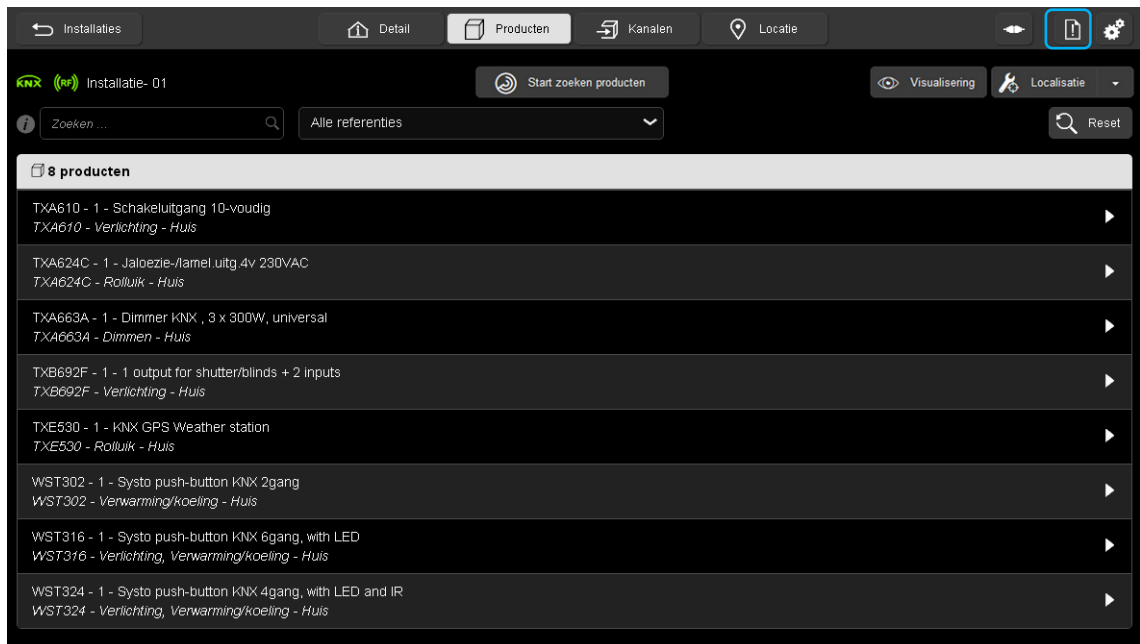 Installaties
Detail
Producten
Kanalen
Locatie
KNX ((RF)) Installatie- 01
Start zoeken producten
Visualisering
Localisatie
Zoeken ...
Alle referenties
Reset
8 producten
TXA610 - 1 - Schakeluitgang 10-voudig
TXA610 - Verlichting - Huis
TXA624C - 1 - Jaloezie-/lamel.uitg.4v 230VAC
TXA624C - Rolluik - Huis
TXA663A - 1 - Dimmer KNX , 3 x 300W, universal
TXA663A - Dimmen - Huis
TXB692F - 1 - 1 output for shutter/blinds + 2 inputs
TXB692F - Verlichting - Huis
TXE530 - 1 - KNX GPS Weather station
TXE530 - Rolluik - Huis
WST302 - 1 - Systo push-button KNX 2gang
WST302 - Verwarming/koeling - Huis
WST316 - 1 - Systo push-button KNX 6gang, with LED
WST316 - Verlichting, Verwarming/koeling - Huis
WST324 - 1 - Systo push-button KNX 4gang, with LED and IR
WST324 - Verlichting, Verwarming/koeling - Huis